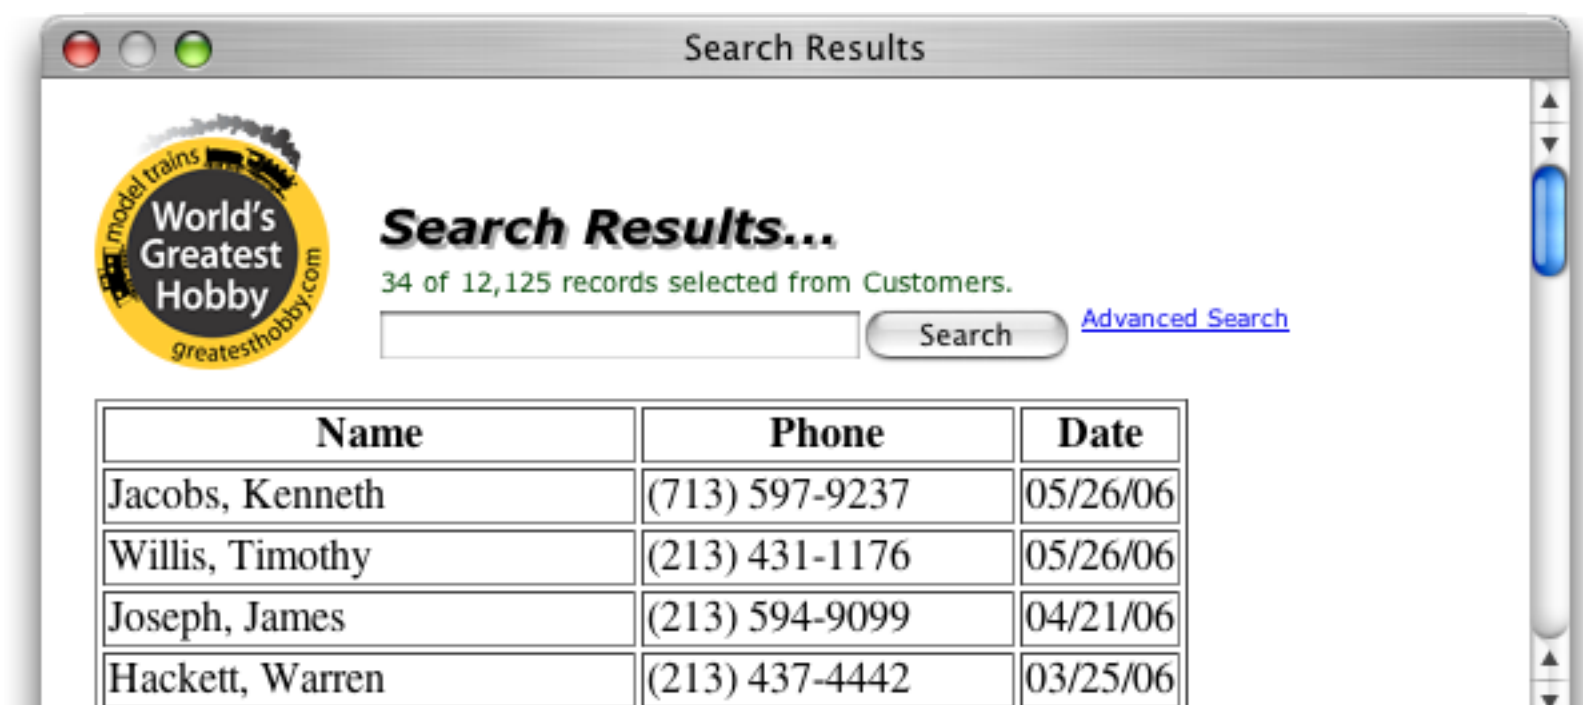 Search Results
model trains
World's
Greatest
Hobby
greatesthobby.com
Search Results...
34 of 12,125 records selected from Customers.
Search
Advanced Search
Name Phone Date
Jacobs, Kenneth (713) 597-9237 05/26/06
Willis, Timothy (213) 431-1176 05/26/06
Joseph, James (213) 594-9099 04/21/06
Hackett, Warren (213) 437-4442 03/25/06